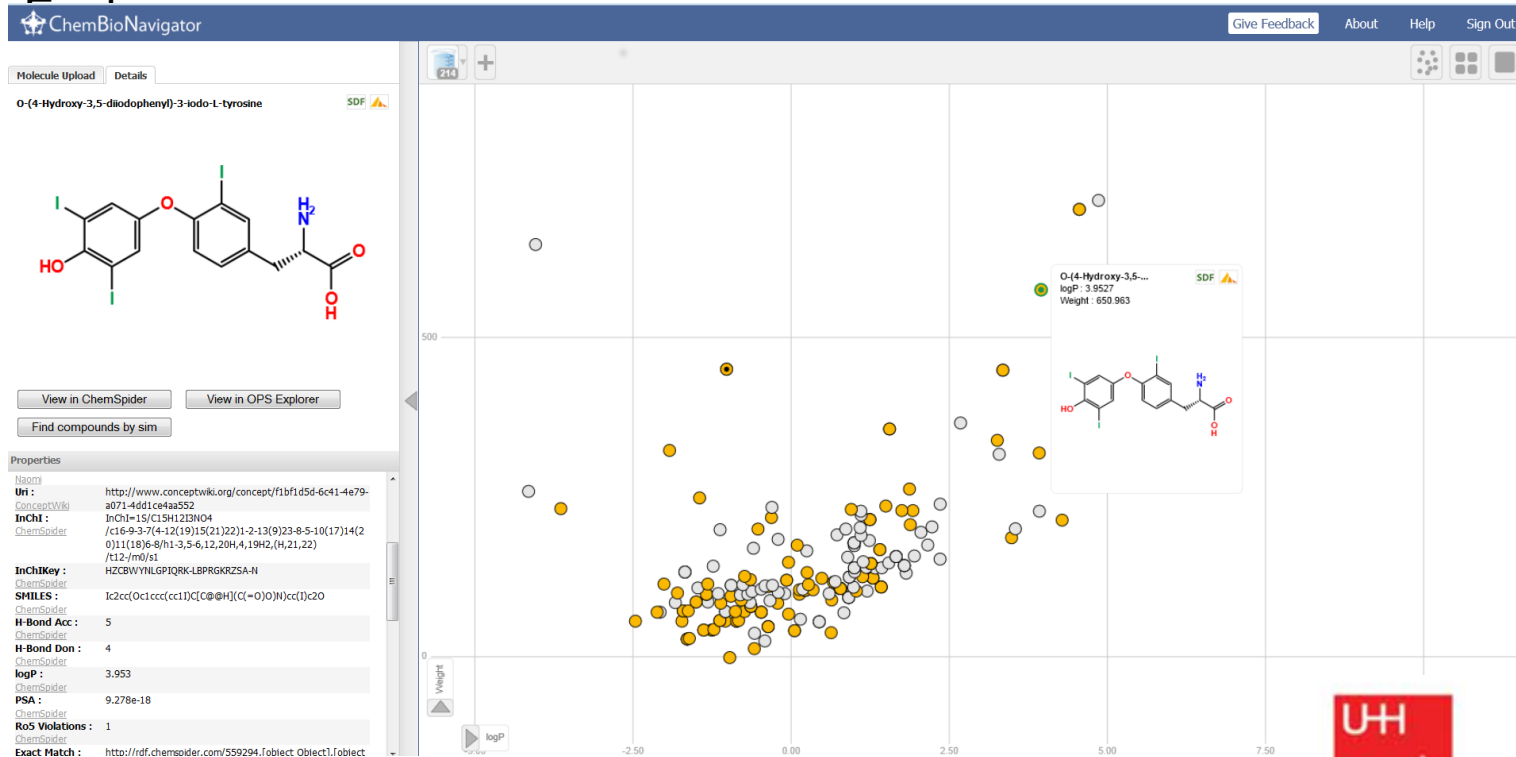 ChemBioNavigator
Give Feedback
About
Help
Sign Out
Molecule Upload
Details
214
O-(4-Hydroxy-3,5-diiodophenyl)-3-iodo-L-tyrosine
SDF
I
I
O
H2
N
HO
I
O
O
H
View in ChemSpider
View in OPS Explorer
Find compounds by sim
Properties
Naomi
Uri :
http://www.conceptwiki.org/concept/f1bf1d5d-6c41-4e79-
ConceptWiki
a071-4dd1ce4aa552
InChI :
InChI=1S/C15H12I3NO4
ChemSpider
/c16-9-3-7(4-12(19)15(21)22)1-2-13(9)23-8-5-10(17)14(2
0)11(18)6-8/h1-3,5-6,12,20H,4,19H2,(H,21,22)
/t12-/m0/s1
InChIKey :
HZCBWYNLGPIQRK-LBPRGKRZSA-N
ChemSpider
SMILES :
Ic2cc(Oc1ccc(cc1I)C[C@@H](C(=O)O)N)cc(I)c2O
ChemSpider
H-Bond Acc :
5
ChemSpider
H-Bond Don :
4
ChemSpider
logP :
3.953
ChemSpider
PSA :
9.278e-18
ChemSpider
Ro5 Violations :
1
ChemSpider
Exact Match :
http://rdf.chemspider.com/559294,[object Object],[object
O-(4-Hydroxy-3,5-...
SDF
logP : 3.9527
Weight : 650.963
I
I
O
H2
N
HO
I
O
O
H
500
0
Weight
logP
-2.50
0.00
2.50
5.00
7.50
UHH